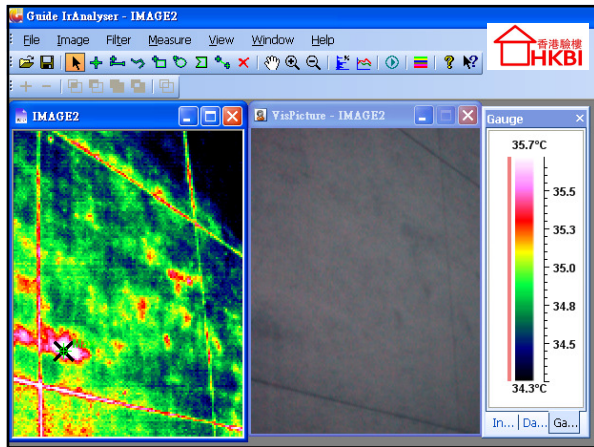 Guide IrAnalyser - IMAGE2
File Image Filter Measure View Window Help
香港驗樓
HKBI
IMAGE2
VisPicture - IMAGE2
Gauge
35.7°C
35.5
35.3
35.0
34.8
34.5
34.3°C
In... Da... Ga...